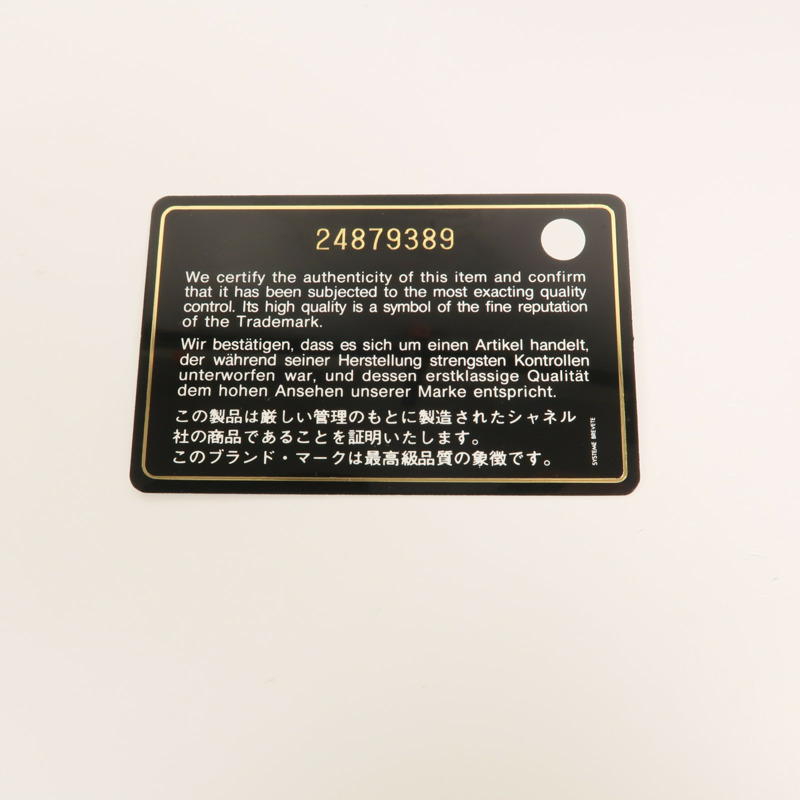 24879389
We certify the authenticity of this item and confirm
that it has been subjected to the most exacting quality
control. Its high quality is a symbol of the fine reputation
of the Trademark.
Wir bestätigen, dass es sich um einen Artikel handelt,
der während seiner Herstellung strengsten Kontrollen
unterworfen war, und dessen erstklassige Qualität
dem hohen Ansehen unserer Marke entspricht.
この製品は厳しい管理のもとに製造されたシャネル
社の商品であることを証明いたします。
このブランド・マークは最高級品質の象徴です。
SYSTEME BREVETE